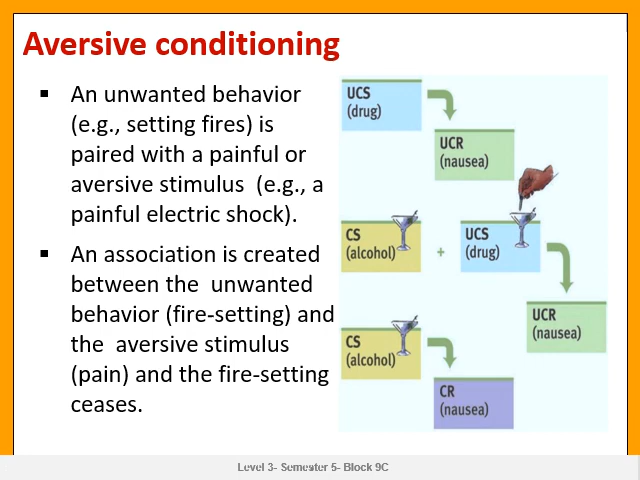 Aversive conditioning
▪ An unwanted behavior
(e.g., setting fires) is
paired with a painful or
aversive stimulus (e.g., a
painful electric shock).
▪ An association is created
between the unwanted
behavior (fire-setting) and
the aversive stimulus
(pain) and the fire-setting
ceases.
UCS
(drug)
UCR
(nausea)
CS
(alcohol)
+
UCS
(drug)
UCR
(nausea)
CS
(alcohol)
CR
(nausea)
Level 3- Semester 5- Block 9C